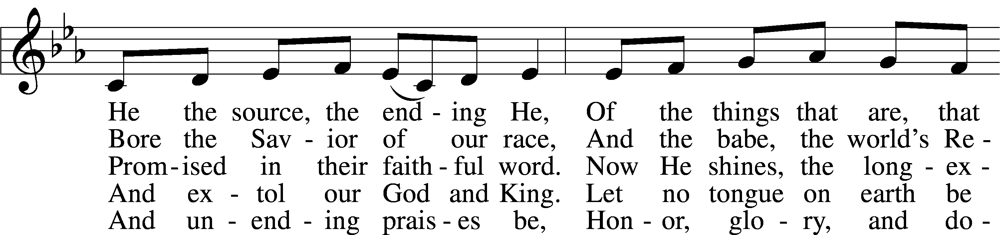 He the source, the end - ing He, Of the things that are, that
Bore the Sav - ior of our race, And the babe, the world's Re -
Prom - ised in their faith - ful word. Now He shines, the long - ex -
And ex - tol our God and King. Let no tongue on earth be
And un - end - ing prais - es be, Hon - or, glo - ry, and do -